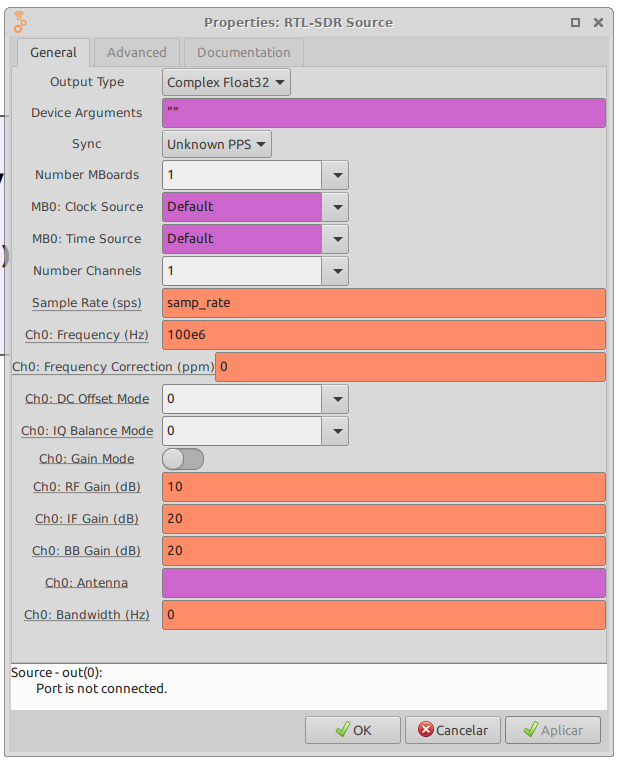 Properties: RTL-SDR Source
General Advanced Documentation
Output Type Complex Float32
Device Arguments ""
Sync Unknown PPS
Number MBoards 1
MB0: Clock Source Default
MB0: Time Source Default
Number Channels 1
Sample Rate (sps) samp_rate
Ch0: Frequency (Hz) 100e6
Ch0: Frequency Correction (ppm) 0
Ch0: DC Offset Mode 0
Ch0: IQ Balance Mode 0
Ch0: Gain Mode
Ch0: RF Gain (dB) 10
Ch0: IF Gain (dB) 20
Ch0: BB Gain (dB) 20
Ch0: Antenna
Ch0: Bandwidth (Hz) 0
Source - out(0):
Port is not connected.
OK Cancelar Aplicar